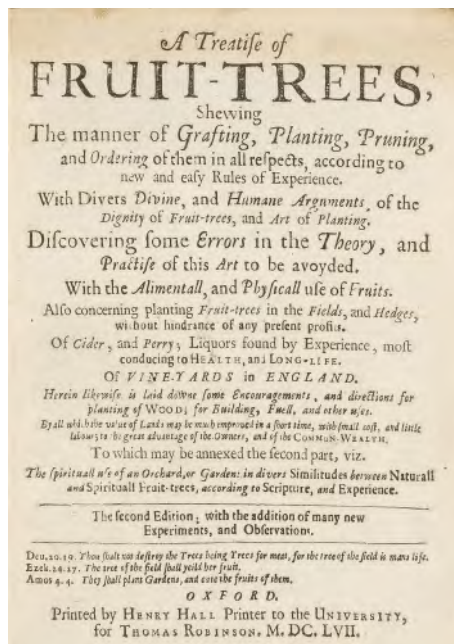 A Treatiſe of
FRUIT-TREES,
Shewing
The manner of Grafting, Planting, Pruning,
and Ordering of them in all reſpects, according to
new and eaſy Rules of Experience.
With Divers Divine, and Humane Arguments, of the
Dignity of Fruit-trees, and Art of Planting.
Diſcovering ſome Errors in the Theory, and
Practiſe of this Art to be avoyded.
With the Alimentall, and Phyſicall uſe of Fruits.
Alſo concerning planting Fruit-trees in the Fields, and Hedges,
without hindrance of any preſent profits.
Of Cider, and Perry; Liquors found by Experience, moſt
conducing to HEALTH, and LONG-LIFE.
Of VINE-YARDS in ENGLAND.
Herein likewiſe is laid downe ſome Encouragements, and directions for
planting of WOOD; for Building, Fuell, and other uſes.
By all which the value of Lands may be much improved in a ſhort time, with ſmall coſt, and little
labour; to the great advantage of the Owners, and of the COMMON-WEALTH.
To which may be annexed the ſecond part, viz.
The ſpirituall uſe of an Orchard, or Garden: in divers Similitudes between Naturall
and Spirituall Fruit-trees, according to Scripture, and Experience.
The ſecond Edition; with the addition of many new
Experiments, and Obſervations.
Deu. 20. 19. Thou ſhalt not deſtroy the Trees being Trees for meat, for the tree of the field is mans life.
Ezek. 34. 27. The tree of the field ſhall yeild her fruit.
Amos 4. 4. They ſhall plant Gardens, and eate the fruits of them.
OXFORD.
Printed by HENRY HALL Printer to the UNIVERSITY,
for THOMAS ROBINSON. M. DC. LVII.